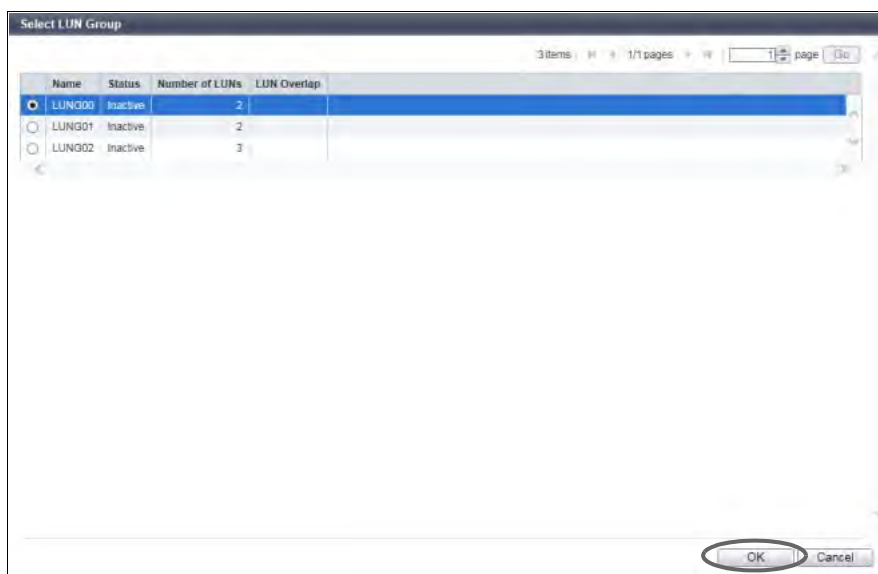 Select LUN Group
3 items 1/1 pages 1 page Go
Name Status Number of LUNs LUN Overlap
LUNG00 Inactive 2
LUNG01 Inactive 2
LUNG02 Inactive 3
OK Cancel